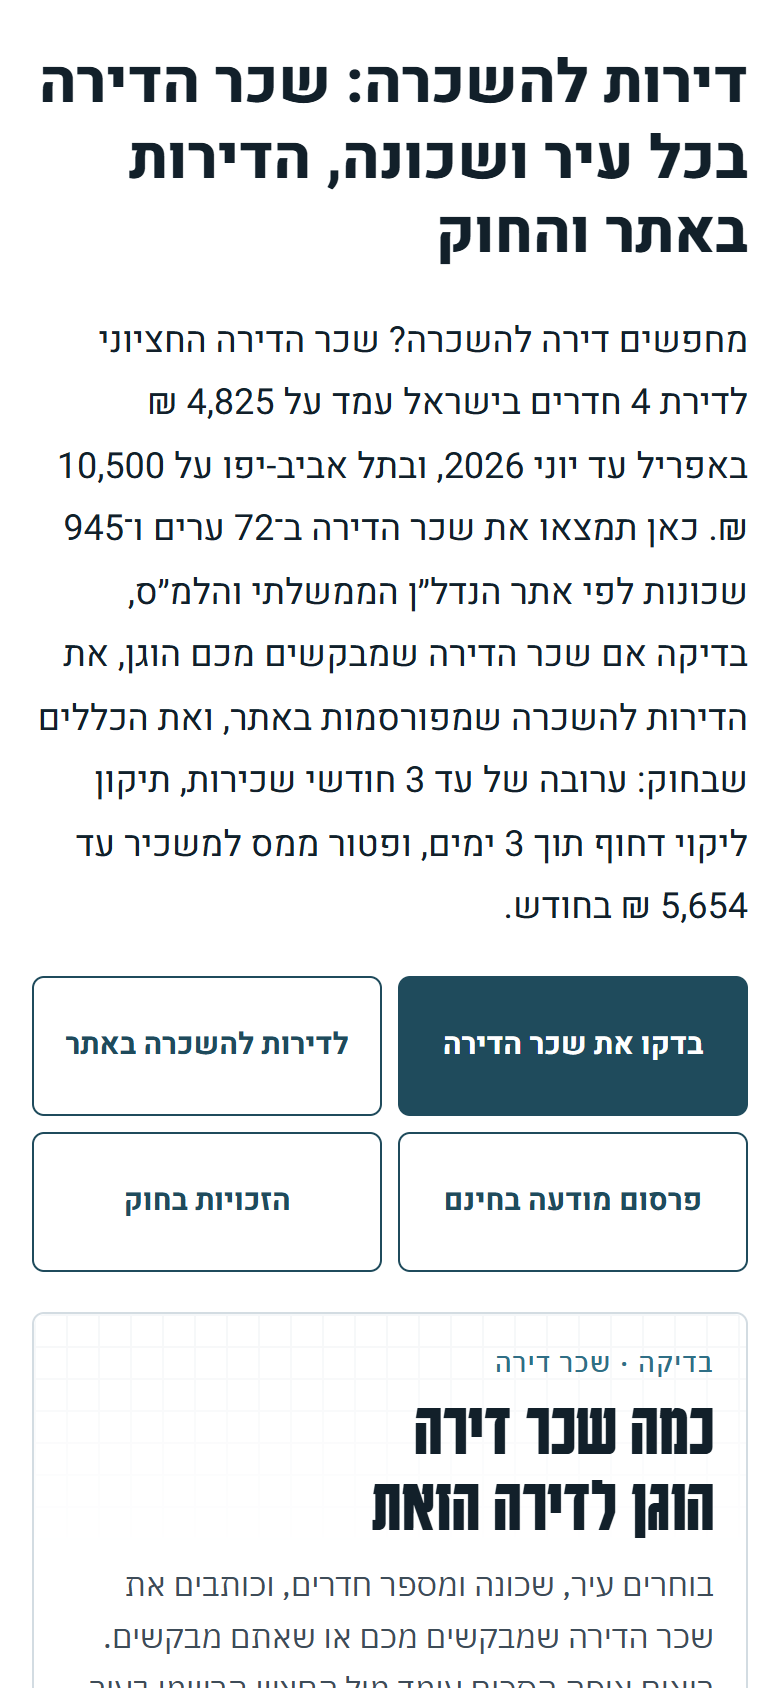 דירות להשכרה: שכר הדירה
בכל עיר ושכונה, הדירות
באתר והחוק
מחפשים דירה להשכרה? שכר הדירה החציוני
לדירת 4 חדרים בישראל עמד על 4,825 ₪
באפריל עד יוני 2026, ובתל אביב-יפו על 10,500
₪. כאן תמצאו את שכר הדירה ב־72 ערים ו־945
שכונות לפי אתר הנדל״ן הממשלתי והלמ״ס,
בדיקה אם שכר הדירה שמבקשים מכם הוגן, את
הדירות להשכרה שמפורסמות באתר, ואת הכללים
שבחוק: ערובה של עד 3 חודשי שכירות, תיקון
ליקוי דחוף תוך 3 ימים, ופטור ממס למשכיר עד
5,654 ₪ בחודש.
בדקו את שכר הדירה
לדירות להשכרה באתר
פרסום מודעה בחינם
הזכויות בחוק
בדיקה · שכר דירה
כמה שכר דירה
הוגן לדירה הזאת
בוחרים עיר, שכונה ומספר חדרים, וכותבים את
שכר הדירה שמבקשים מכם או שאתם מבקשים.